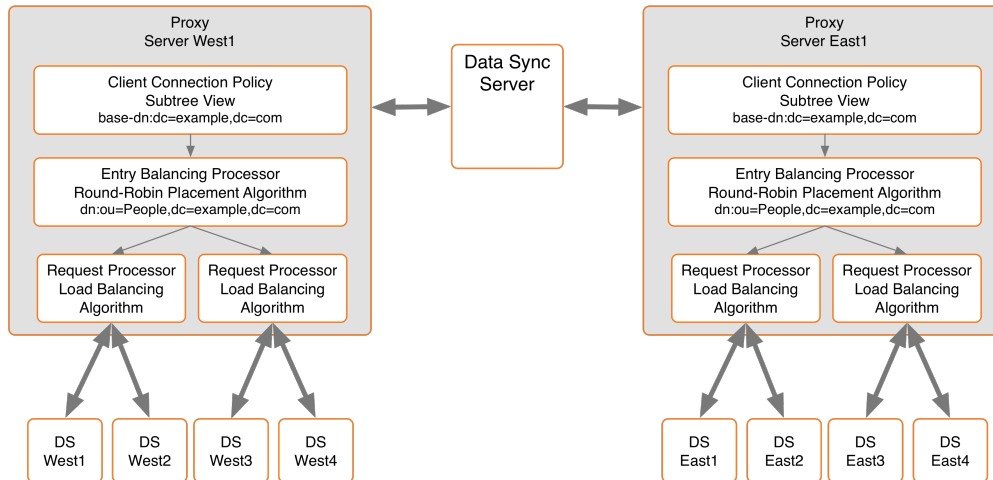 Proxy
Server West1
Client Connection Policy
Subtree View
base-dn:dc=example,dc=com
Entry Balancing Processor
Round-Robin Placement Algorithm
dn:ou=People,dc=example,dc=com
Request Processor
Load Balancing
Algorithm
Request Processor
Load Balancing
Algorithm
DS
West1
DS
West2
DS
West3
DS
West4
Data Sync
Server
Proxy
Server East1
Client Connection Policy
Subtree View
base-dn:dc=example,dc=com
Entry Balancing Processor
Round-Robin Placement Algorithm
dn:ou=People,dc=example,dc=com
Request Processor
Load Balancing
Algorithm
Request Processor
Load Balancing
Algorithm
DS
East1
DS
East2
DS
East3
DS
East4